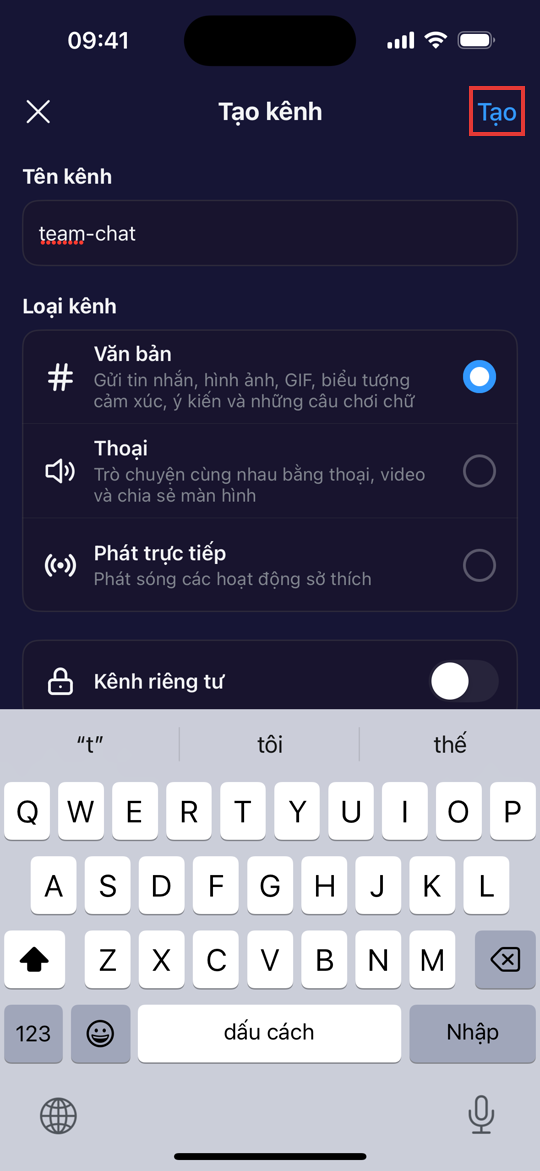 09:41
Tạo kênh
Tạo
Tên kênh
team-chat
Loại kênh
Văn bản
Gửi tin nhắn, hình ảnh, GIF, biểu tượng
cảm xúc, ý kiến và những câu chơi chữ
Thoại
Trò chuyện cùng nhau bằng thoại, video
và chia sẻ màn hình
Phát trực tiếp
Phát sóng các hoạt động sở thích
Kênh riêng tư
“t” tôi thế
Q W E R T Y U I O P
A S D F G H J K L
Z X C V B N M
123 dấu cách Nhập